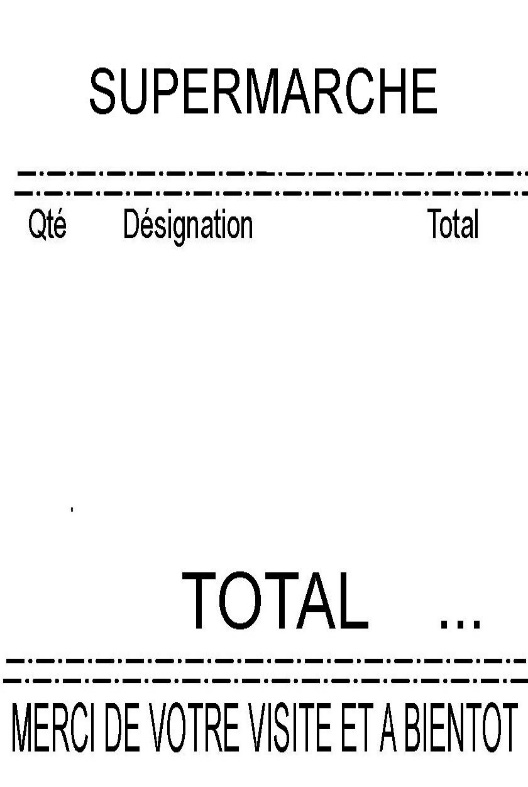 SUPERMARCHE
Qté Désignation Total
TOTAL ...
MERCI DE VOTRE VISITE ET A BIENTOT